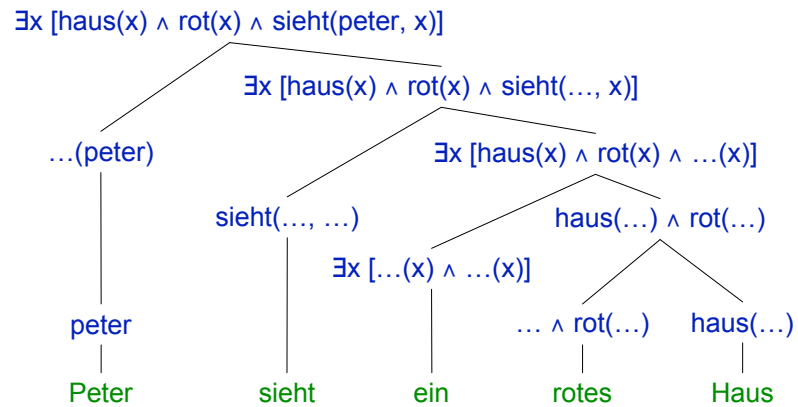 ∃x [haus(x) ∧ rot(x) ∧ sieht(peter, x)]
∃x [haus(x) ∧ rot(x) ∧ sieht(…, x)]
…(peter)
∃x [haus(x) ∧ rot(x) ∧ …(x)]
sieht(…, …)
haus(…) ∧ rot(…)
∃x […(x) ∧ …(x)]
peter
… ∧ rot(…)
haus(…)
Peter
sieht
ein
rotes
Haus